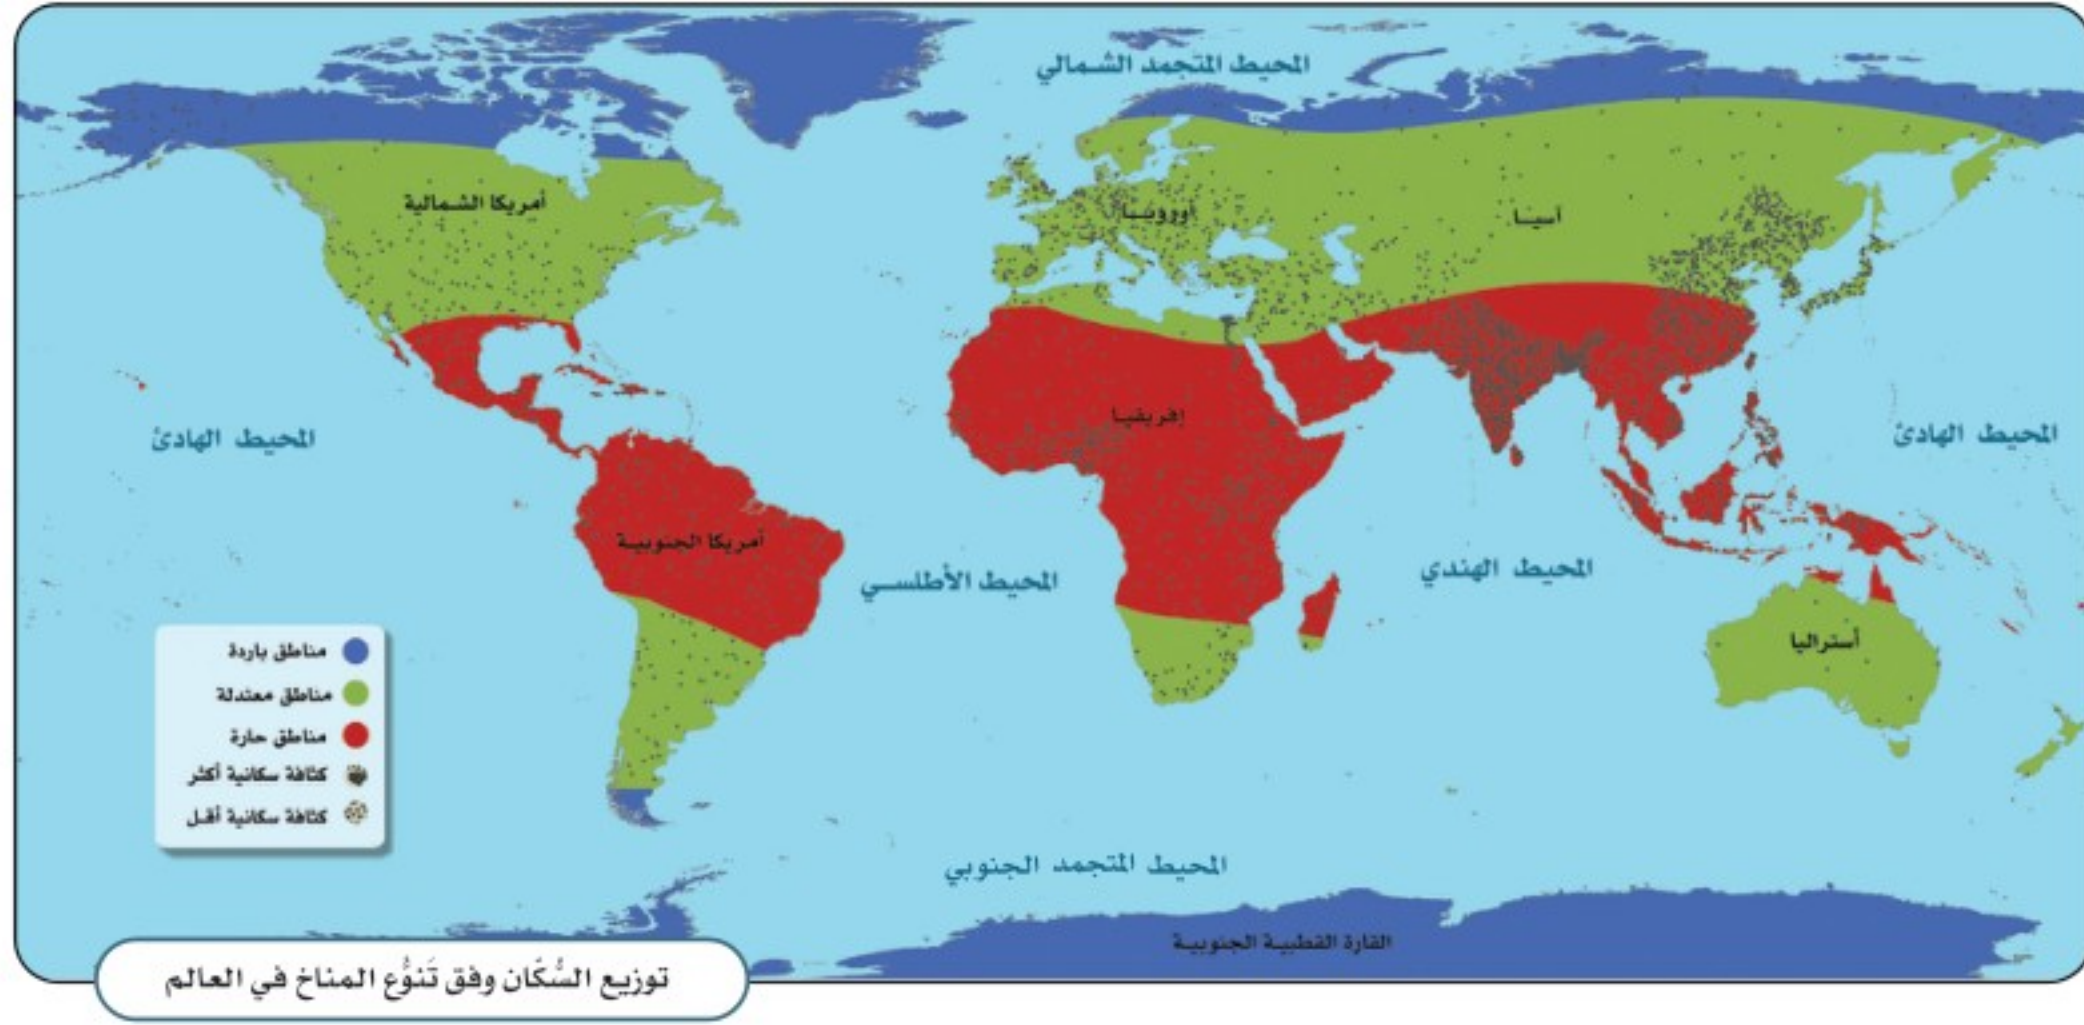 المحيط المتجمد الشمالي
أمريكا الشمالية
أوروبــا
آسيــا
إفريقيا
المحيط الهادئ
المحيط الهادئ
أمريكا الجنوبية
المحيط الأطلسي
المحيط الهندي
أستراليا
مناطق باردة
مناطق معتدلة
مناطق حارة
كثافة سكانية أكثر
كثافة سكانية أقل
المحيط المتجمد الجنوبي
القارة القطبية الجنوبية
توزيع السُّكّان وفق تَنوُّع المناخ في العالم